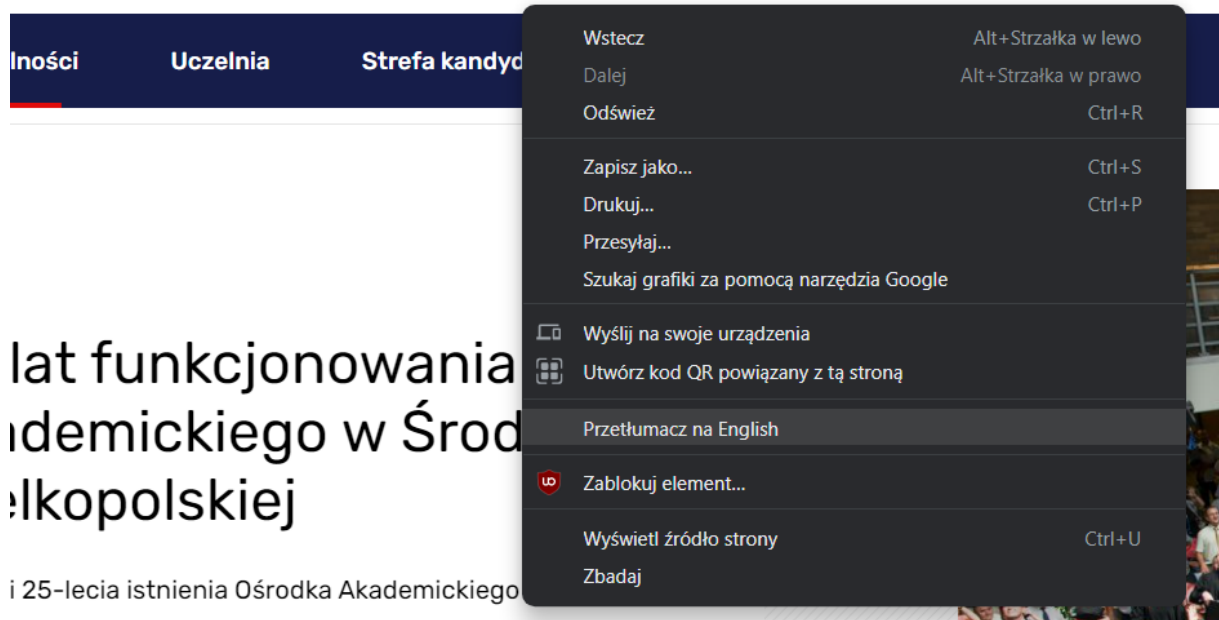 lności Uczelnia Strefa kandyd
Wstecz Alt+Strzałka w lewo
Dalej Alt+Strzałka w prawo
Odśwież Ctrl+R
Zapisz jako... Ctrl+S
Drukuj... Ctrl+P
Przesyłaj...
Szukaj grafiki za pomocą narzędzia Google
Wyślij na swoje urządzenia
Utwórz kod QR powiązany z tą stroną
Przetłumacz na English
Zablokuj element...
Wyświetl źródło strony Ctrl+U
Zbadaj
lat funkcjonowania
ademickiego w Środ
elkopolskiej
i 25-lecia istnienia Ośrodka Akademickiego